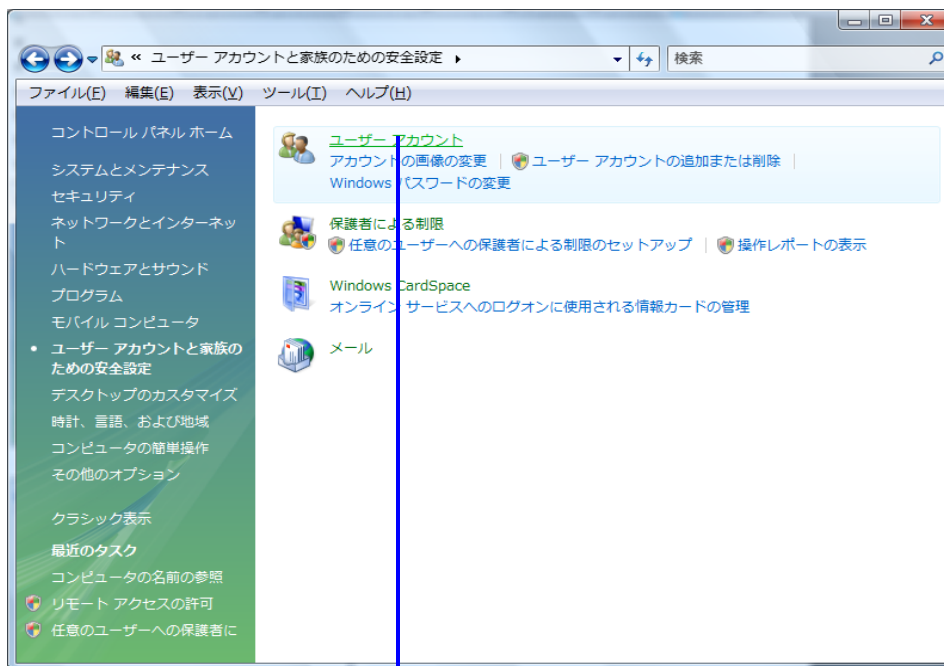 « ユーザー アカウントと家族のための安全設定
検索
ファイル(F) 編集(E) 表示(V) ツール(T) ヘルプ(H)
コントロール パネル ホーム
システムとメンテナンス
セキュリティ
ネットワークとインターネッ
ト
ハードウェアとサウンド
プログラム
モバイル コンピュータ
• ユーザー アカウントと家族の
ための安全設定
デスクトップのカスタマイズ
時計、言語、および地域
コンピュータの簡単操作
その他のオプション
クラシック表示
最近のタスク
コンピュータの名前の参照
リモート アクセスの許可
任意のユーザーへの保護者に
ユーザー アカウント
アカウントの画像の変更 | ユーザー アカウントの追加または削除 |
Windows パスワードの変更
保護者による制限
任意のユーザーへの保護者による制限のセットアップ | 操作レポートの表示
Windows CardSpace
オンライン サービスへのログオンに使用される情報カードの管理
メール